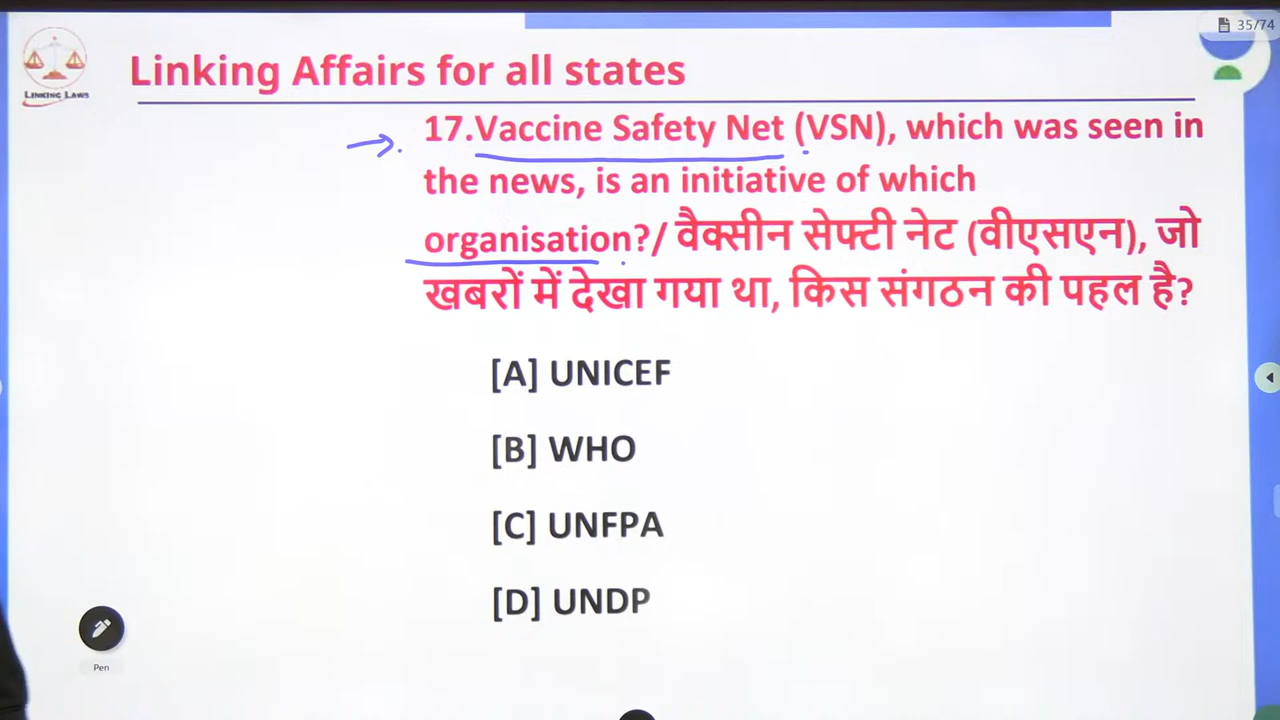 35/74
LINKING LAWS
Linking Affairs for all states
17.Vaccine Safety Net (VSN), which was seen in
the news, is an initiative of which
organisation?/ वैक्सीन सेफ्टी नेट (वीएसएन), जो
खबरों में देखा गया था, किस संगठन की पहल है?
[A] UNICEF
[B] WHO
[C] UNFPA
[D] UNDP
Pen